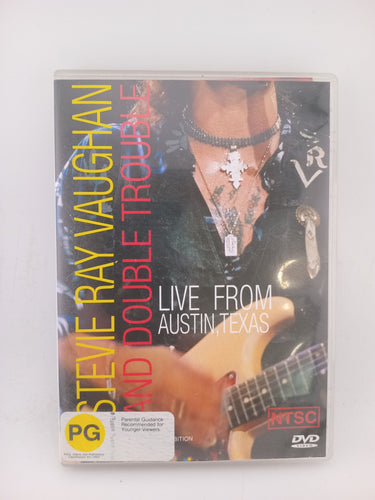 STEVIE RAY VAUGHAN
AND DOUBLE TROUBLE
LIVE FROM
AUSTIN, TEXAS
NTSC
PG
Parental Guidance
Recommended for
Younger Viewers
DVD
VIDEO